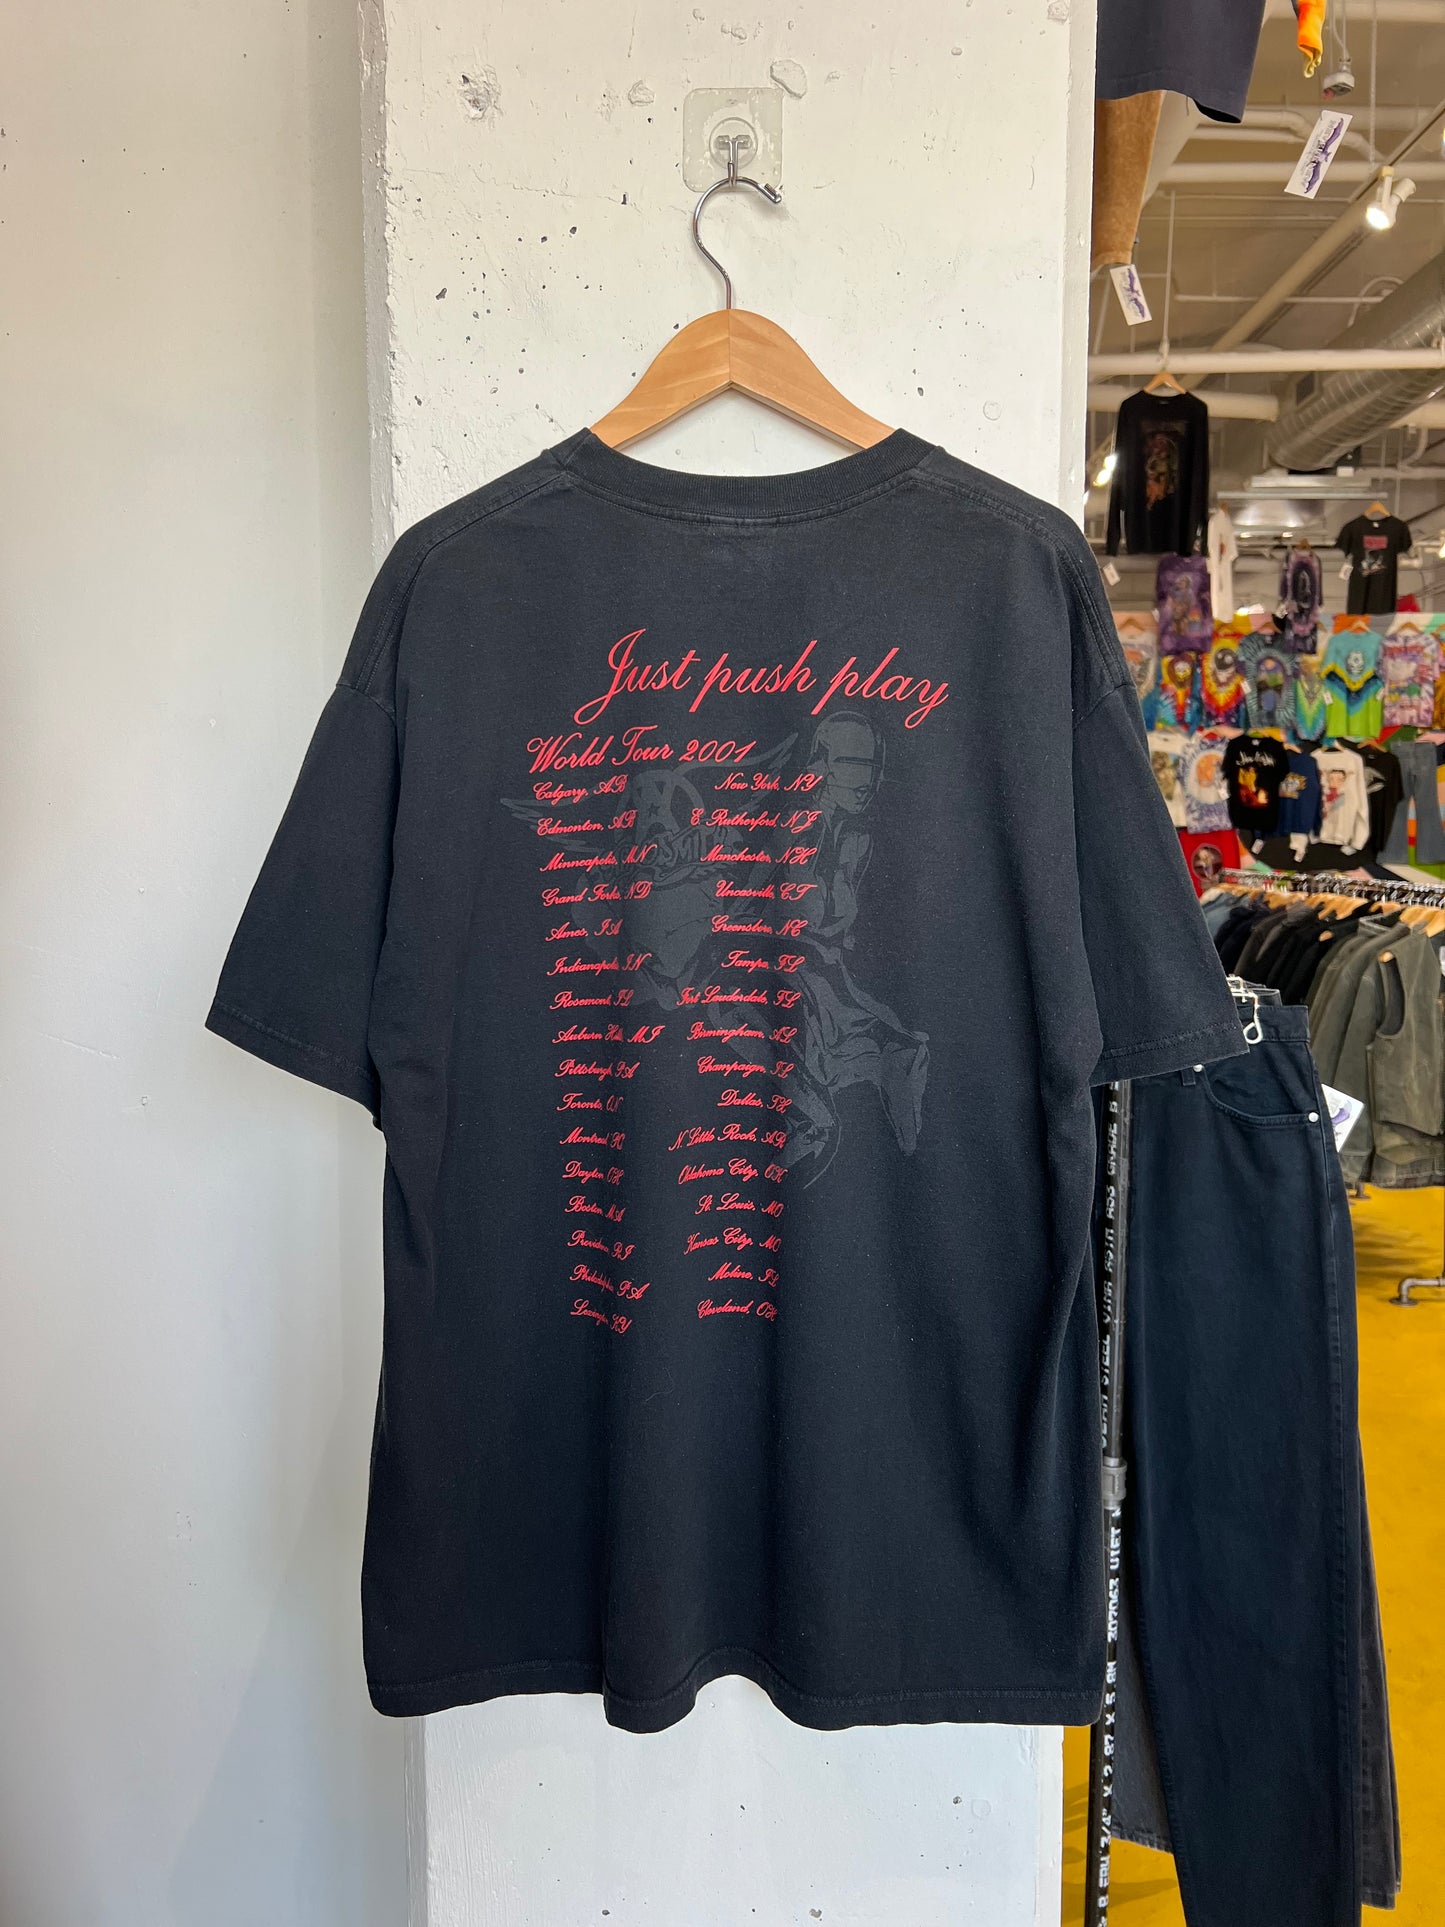 Just push play
World Tour 2001
Calgary, AB
Edmonton, AB
Minneapolis, MN
Grand Forks, ND
Ames, IA
Indianapolis, IN
Rosemont, IL
Auburn Hills, MI
Pittsburgh, PA
Toronto, ON
Montreal,
Dayton, OH
Boston, MA
Providence, RI
Philadelphia, PA
Lexington, KY
New York, NY
E. Rutherford, NJ
Manchester, NH
Uncasville, CT
Greensboro, NC
Tampa, FL
Fort Lauderdale, FL
Birmingham, AL
Champaign, IL
Dallas, TX
N. Little Rock, AR
Oklahoma City, OK
St. Louis, MO
Kansas City, MO
Moline, IL
Cleveland, OH